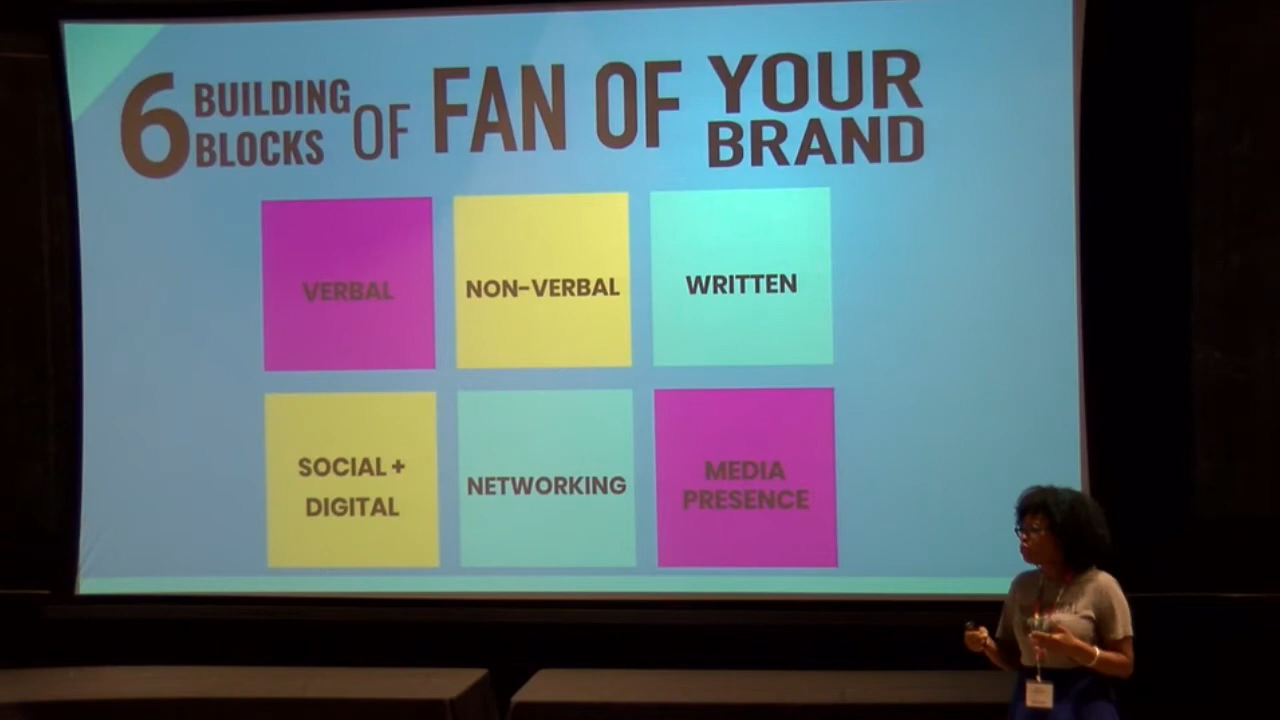 6 BUILDING BLOCKS OF FAN OF YOUR BRAND
VERBAL
NON-VERBAL
WRITTEN
SOCIAL +
DIGITAL
NETWORKING
MEDIA
PRESENCE